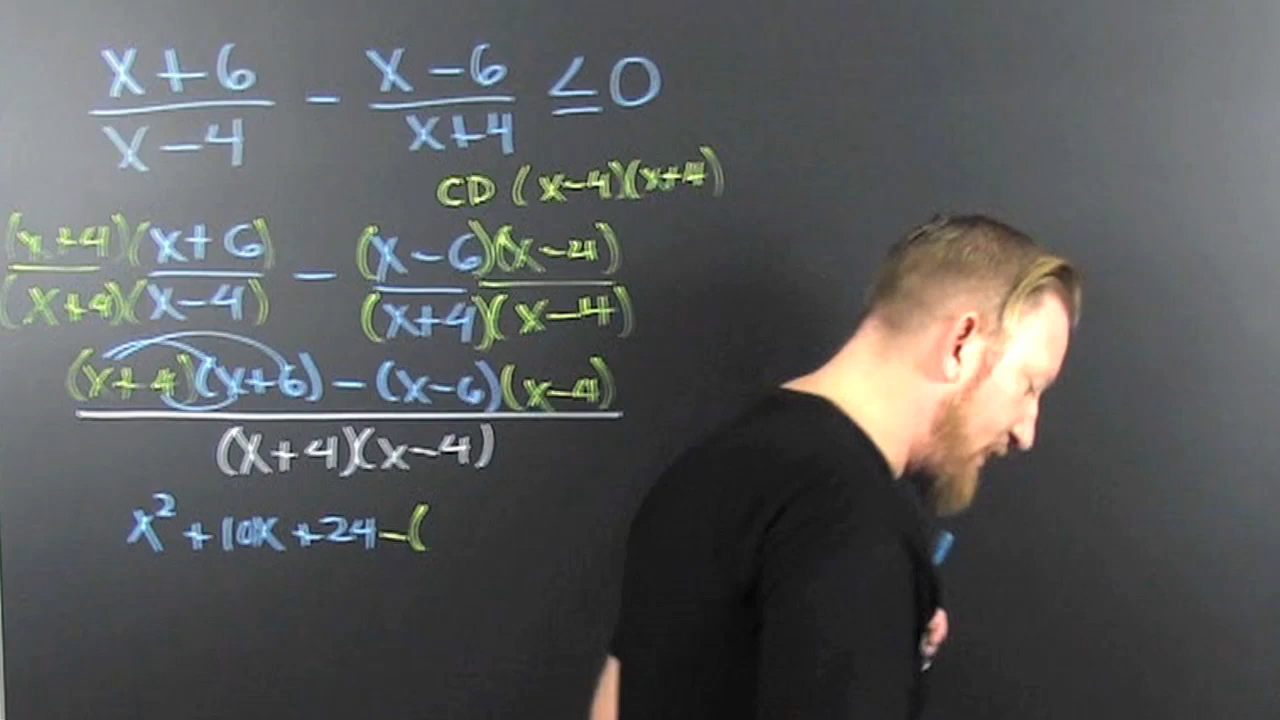 x+6 / x-4 - x-6 / x+4 ≤ 0
CD (x-4)(x+4)
(x+4)(x+6) / (x+4)(x-4) - (x-6)(x-4) / (x+4)(x-4)
(x+4)(x+6) - (x-6)(x-4)
(x+4)(x-4)
x² + 10x + 24 - (